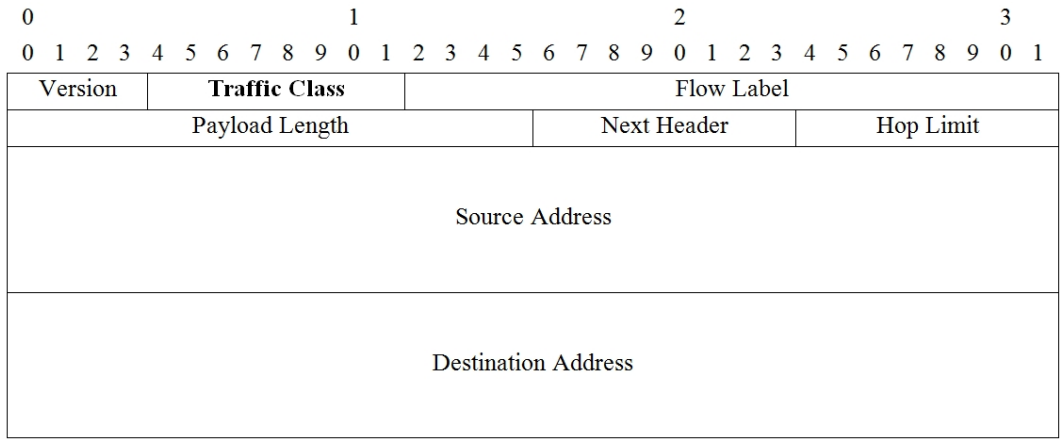 0 1 2 3
0 1 2 3 4 5 6 7 8 9 0 1 2 3 4 5 6 7 8 9 0 1 2 3 4 5 6 7 8 9 0 1
Version Traffic Class Flow Label
Payload Length Next Header Hop Limit
Source Address
Destination Address